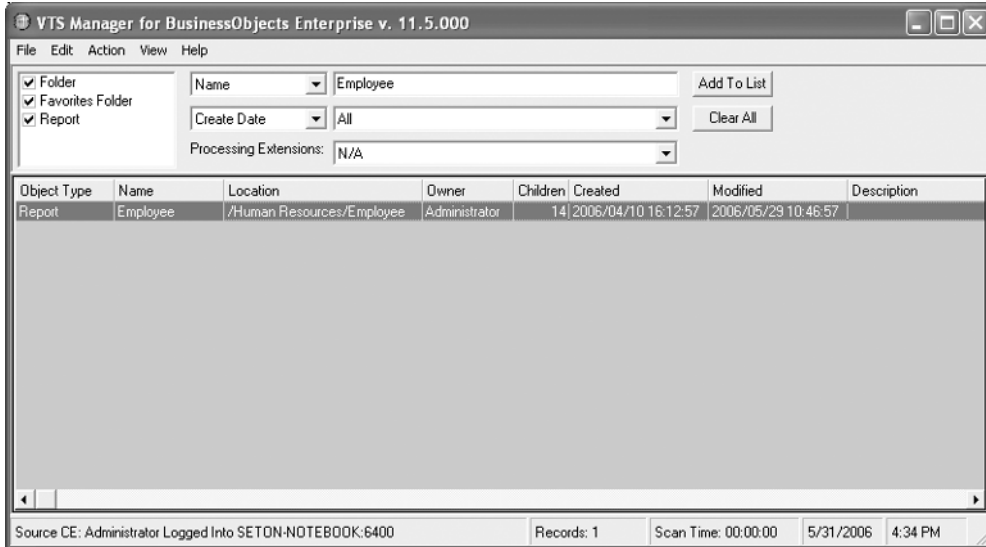 VTS Manager for BusinessObjects Enterprise v. 11.5.000
File Edit Action View Help
Folder Name Employee Add To List
Favorites Folder
Report Create Date All Clear All
Processing Extensions: N/A
Object Type Name Location Owner Children Created Modified Description
Report Employee /Human Resources/Employee Administrator 14 2006/04/10 16:12:57 2006/05/29 10:46:57
Source CE: Administrator Logged Into SETON-NOTEBOOK:6400 Records: 1 Scan Time: 00:00:00 5/31/2006 4:34 PM